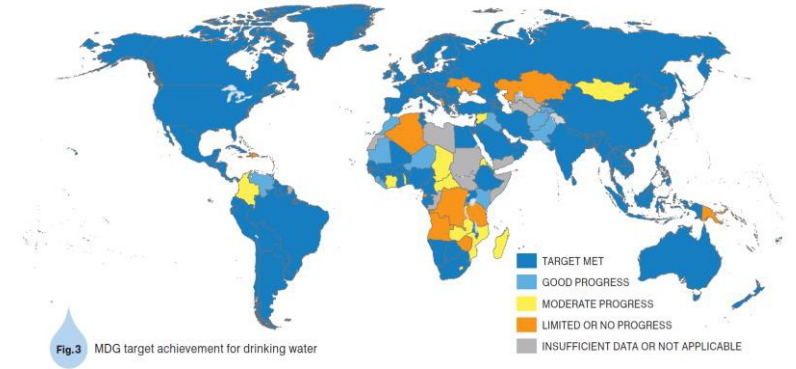 TARGET MET
GOOD PROGRESS
MODERATE PROGRESS
LIMITED OR NO PROGRESS
INSUFFICIENT DATA OR NOT APPLICABLE
Fig.3 MDG target achievement for drinking water